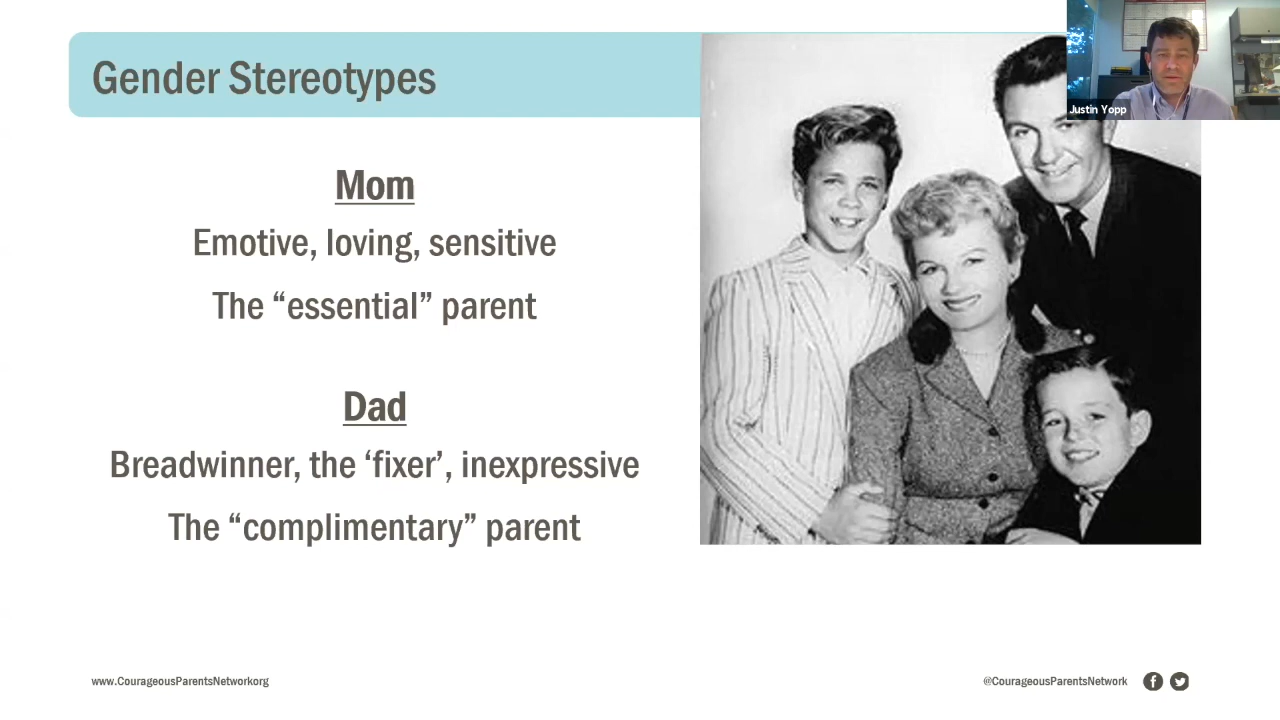 Gender Stereotypes
Justin Yopp
Mom
Emotive, loving, sensitive
The “essential” parent
Dad
Breadwinner, the ‘fixer’, inexpressive
The “complimentary” parent
www.CourageousParentsNetworkorg
@CourageousParentsNetwork